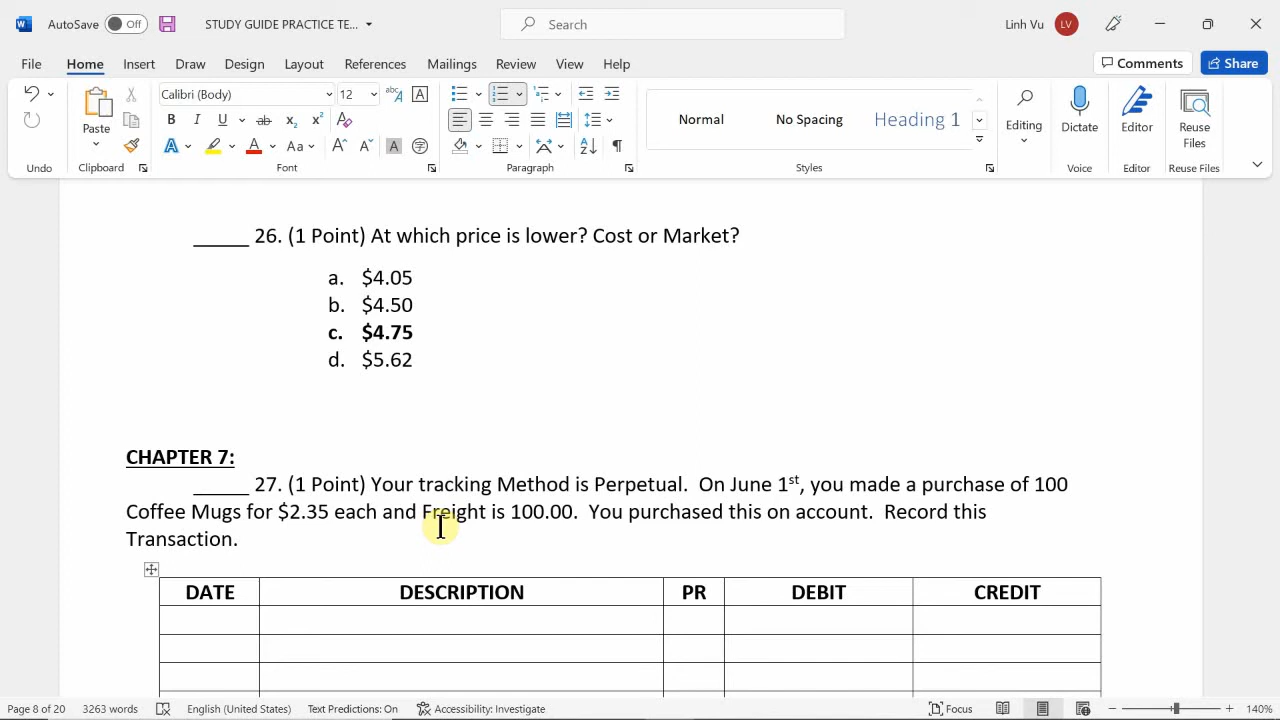 AutoSave Off STUDY GUIDE PRACTICE TE... Search Linh Vu LV
File Home Insert Draw Design Layout References Mailings Review View Help Comments Share
Calibri (Body) 12
Paste
B I U ab x₂ x² A
A Aa
Normal No Spacing Heading 1
Editing Dictate Editor Reuse Files
Undo Clipboard Font Paragraph Styles Voice Editor Reuse Files
_____ 26. (1 Point) At which price is lower? Cost or Market?
a. $4.05
b. $4.50
c. $4.75
d. $5.62
CHAPTER 7:
_____ 27. (1 Point) Your tracking Method is Perpetual. On June 1st, you made a purchase of 100
Coffee Mugs for $2.35 each and Freight is 100.00. You purchased this on account. Record this
Transaction.
DATE DESCRIPTION PR DEBIT CREDIT
Page 8 of 20 3263 words English (United States) Text Predictions: On Accessibility: Investigate Focus 140%